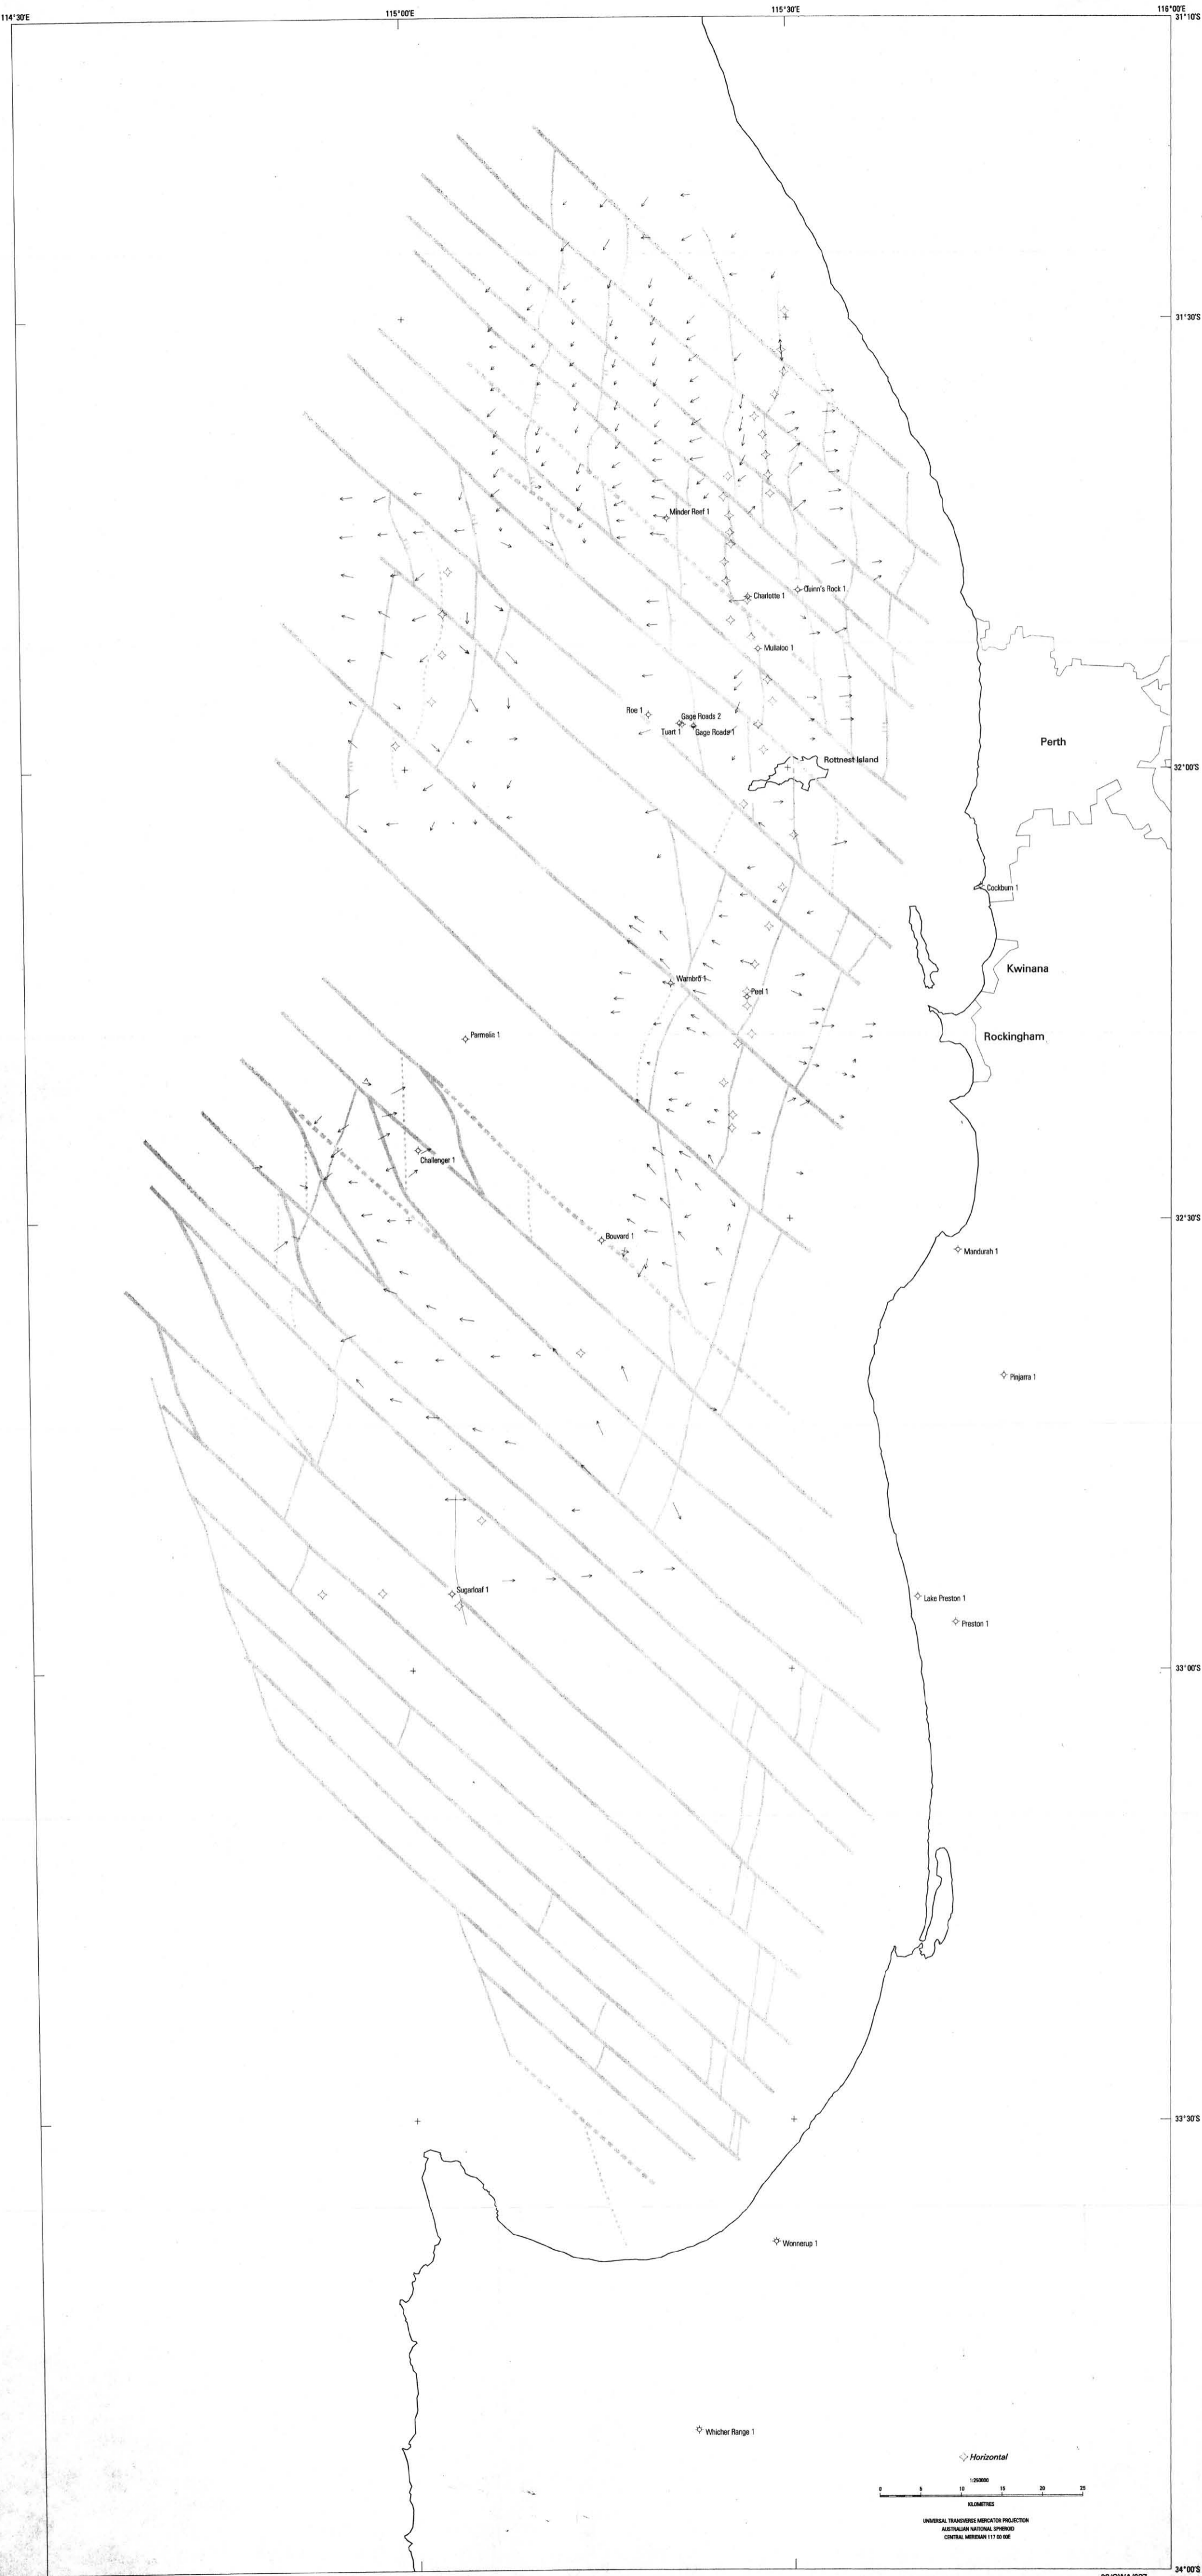 114°30'E
115°00'E
115°30'E
116°00'E
31°10'S
31°30'S
Minder Reef 1
Charlotte 1
Quinn's Rock 1
Mullaloo 1
Roe 1
Gage Roads 2
Tuart 1
Gage Roads 1
Perth
Rottnest Island
32°00'S
Cockburn 1
Kwinana
Warnbro 1
Peel 1
Rockingham
Parmelia 1
Challenger 1
32°30'S
Bouvard 1
Mandurah 1
Pinjarra 1
Sugarloaf 1
Lake Preston 1
Preston 1
33°00'S
33°30'S
Wonnerup 1
Whicher Range 1
Horizontal
1:250000
0 5 10 15 20 25
KILOMETRES
UNIVERSAL TRANSVERSE MERCATOR PROJECTION
AUSTRALIAN NATIONAL SPHEROID
CENTRAL MERIDIAN 117 00 00E
34°00'S